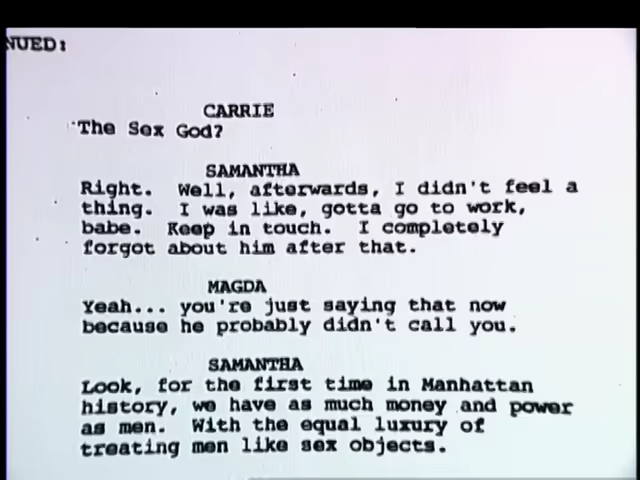 NUED:
CARRIE
The Sex God?
SAMANTHA
Right. Well, afterwards, I didn't feel a
thing. I was like, gotta go to work,
babe. Keep in touch. I completely
forgot about him after that.
MAGDA
Yeah... you're just saying that now
because he probably didn't call you.
SAMANTHA
Look, for the first time in Manhattan
history, we have as much money and power
as men. With the equal luxury of
treating men like sex objects.